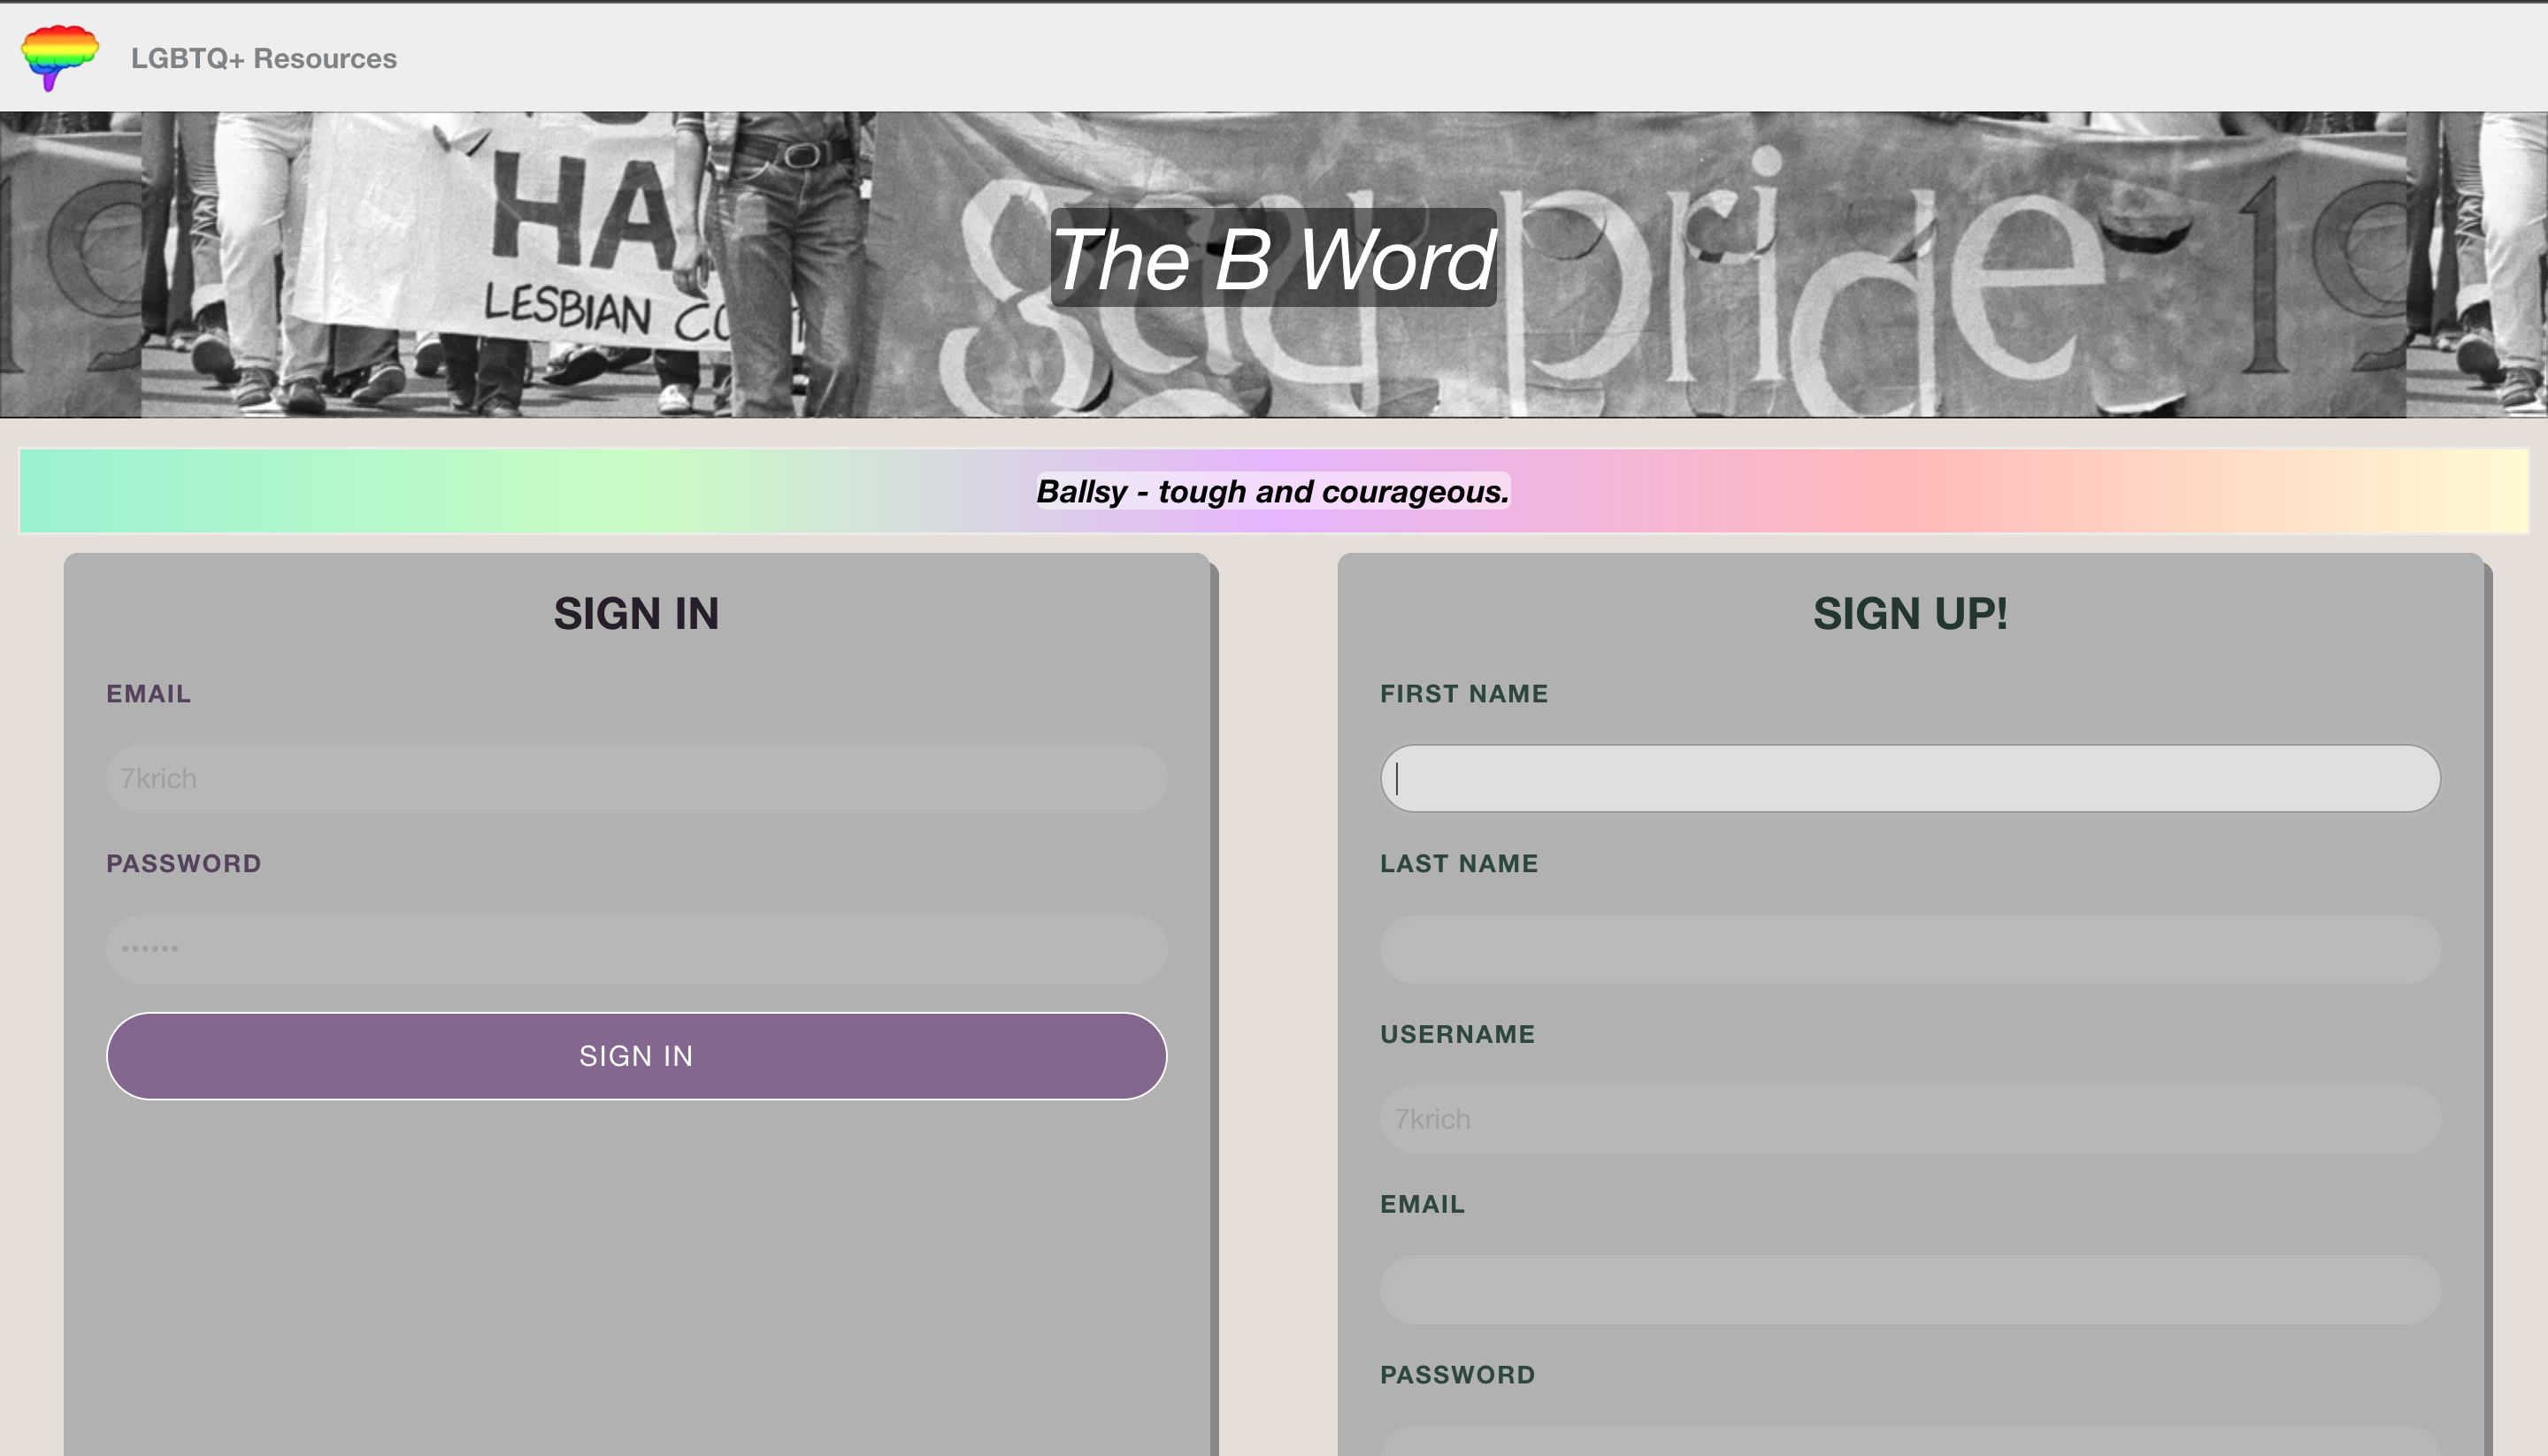 LGBTQ+ Resources
HA
LESBIAN
gay pride
The B Word
Ballsy - tough and courageous.
SIGN IN
EMAIL
7krich
PASSWORD
••••••
SIGN IN
SIGN UP!
FIRST NAME
LAST NAME
USERNAME
7krich
EMAIL
PASSWORD